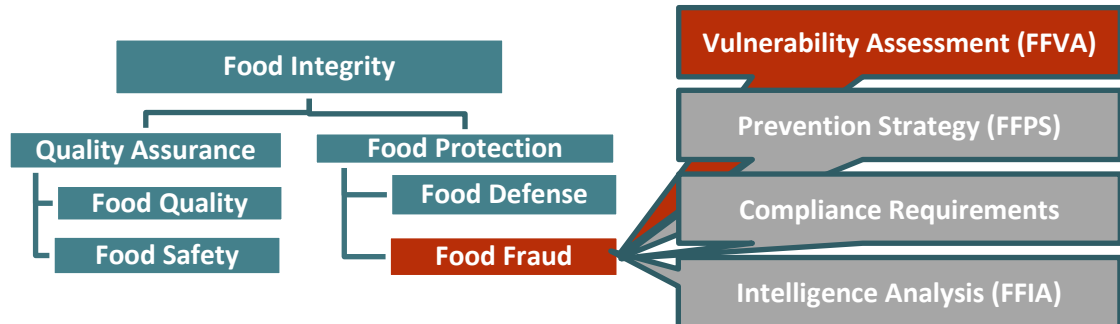 Food Integrity
Quality Assurance
Food Quality
Food Safety
Food Protection
Food Defense
Food Fraud
Vulnerability Assessment (FFVA)
Prevention Strategy (FFPS)
Compliance Requirements
Intelligence Analysis (FFIA)